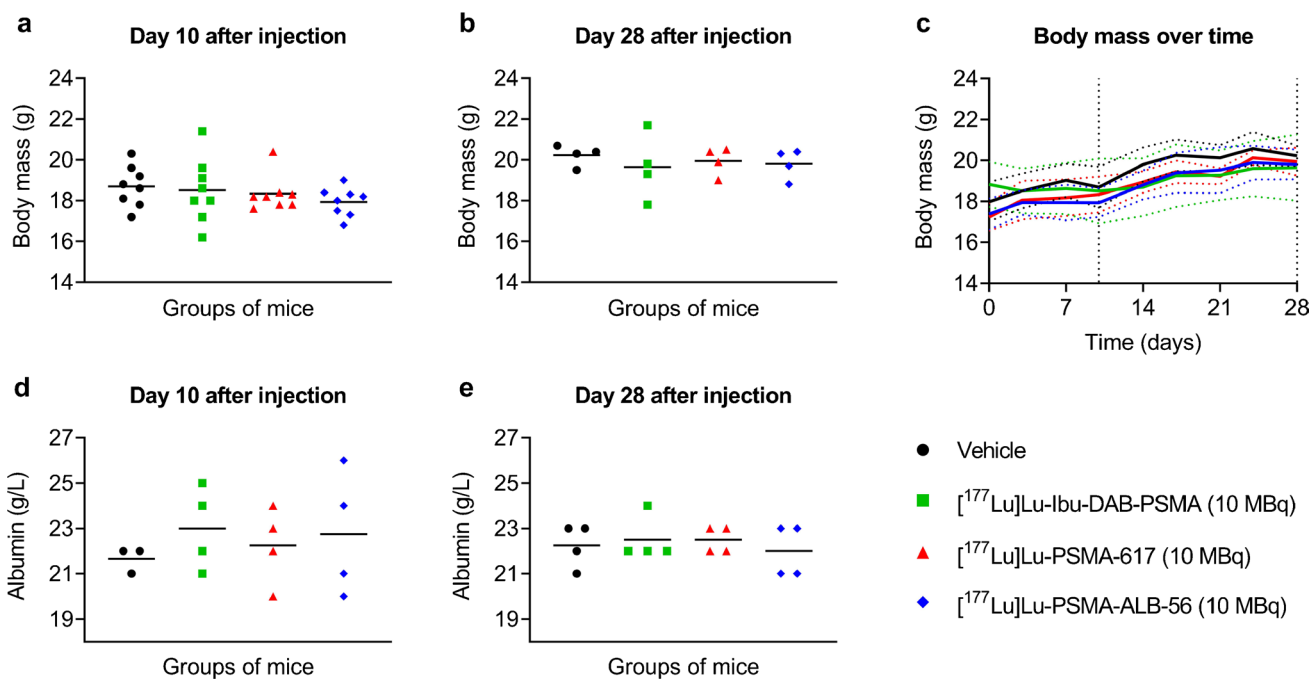 a
Day 10 after injection
Body mass (g)
24
22
20
18
16
14
Groups of mice
b
Day 28 after injection
Body mass (g)
24
22
20
18
16
14
Groups of mice
c
Body mass over time
Body mass (g)
24
22
20
18
16
14
0 7 14 21 28
Time (days)
d
Day 10 after injection
Albumin (g/L)
27
25
23
21
19
Groups of mice
e
Day 28 after injection
Albumin (g/L)
27
25
23
21
19
Groups of mice
Vehicle
[¹⁷⁷Lu]Lu-Ibu-DAB-PSMA (10 MBq)
[¹⁷⁷Lu]Lu-PSMA-617 (10 MBq)
[¹⁷⁷Lu]Lu-PSMA-ALB-56 (10 MBq)